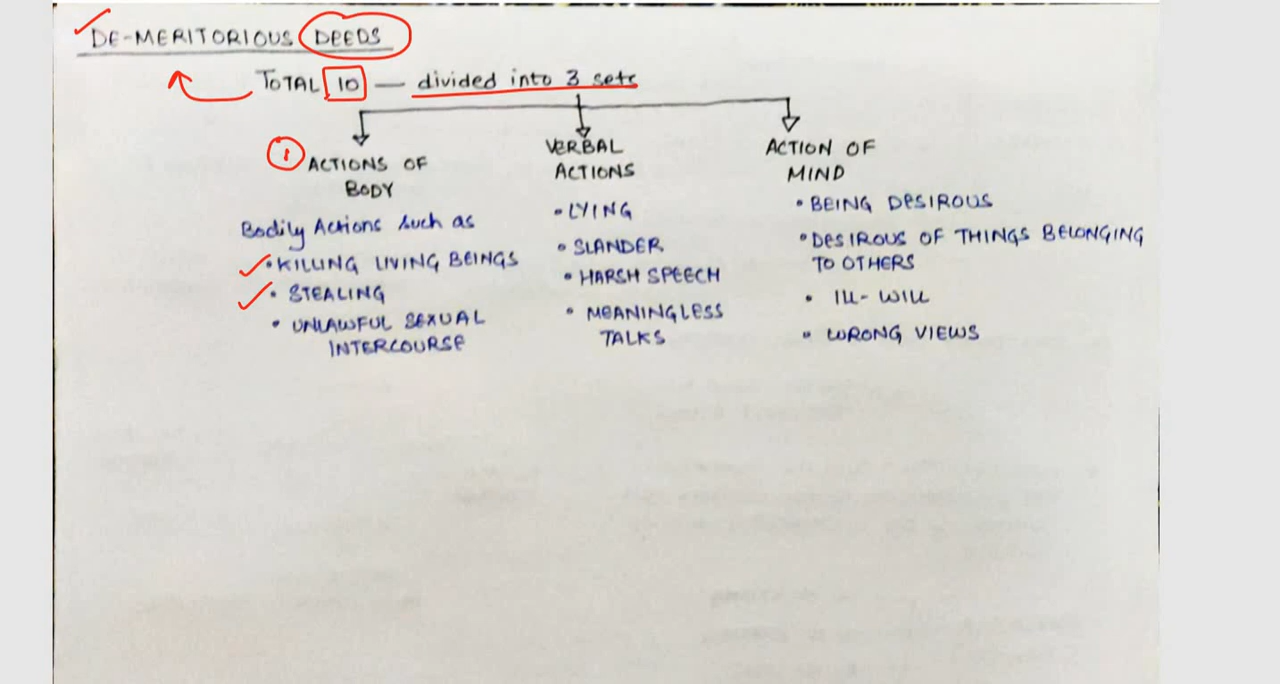 DE-MERITORIOUS DEEDS
TOTAL 10 — divided into 3 sets
1
ACTIONS OF
BODY
Bodily Actions such as
• KILLING LIVING BEINGS
• STEALING
• UNLAWFUL SEXUAL
INTERCOURSE
VERBAL
ACTIONS
• LYING
• SLANDER
• HARSH SPEECH
• MEANINGLESS
TALKS
ACTION OF
MIND
• BEING DESIROUS
• DESIROUS OF THINGS BELONGING
TO OTHERS
• ILL-WILL
• WRONG VIEWS